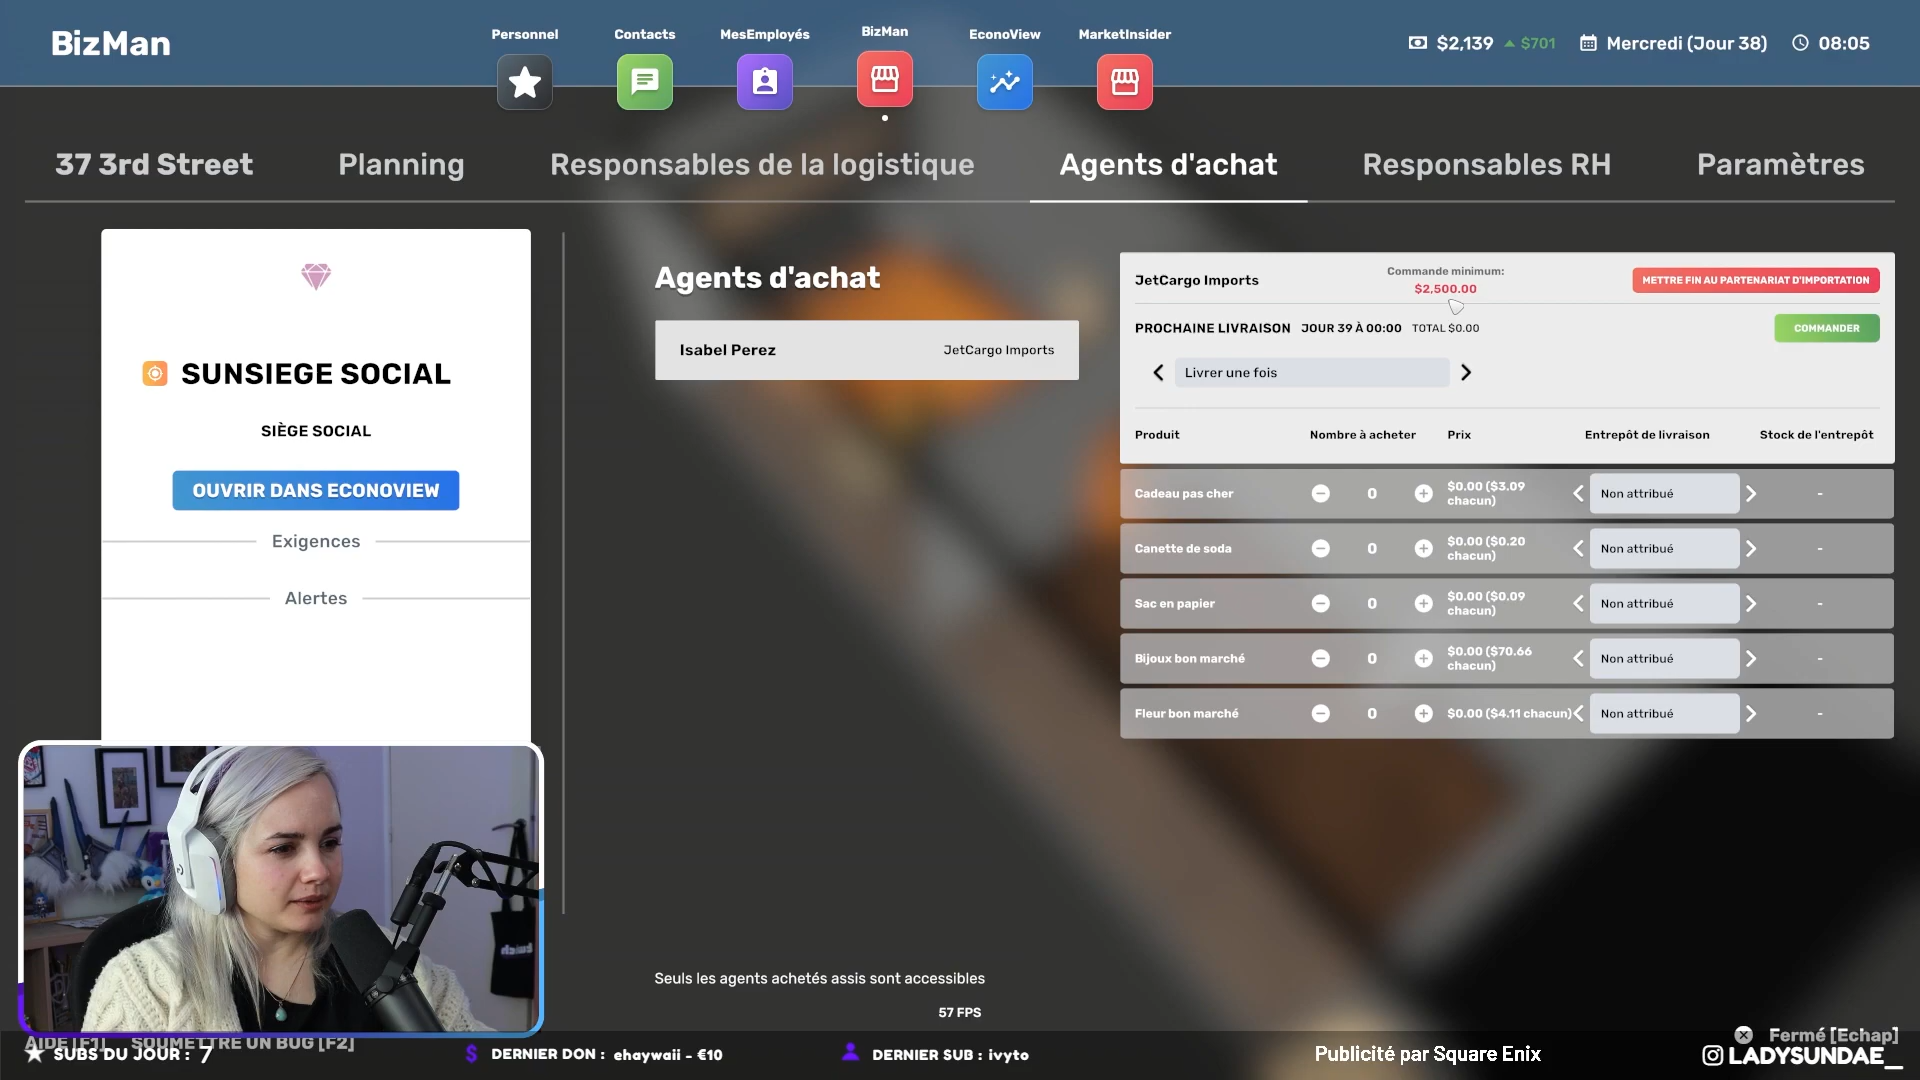 BizMan
Personnel
Contacts
MesEmployés
BizMan
EconoView
MarketInsider
$2,139 $701
Mercredi (Jour 38)
08:05
37 3rd Street
Planning
Responsables de la logistique
Agents d'achat
Responsables RH
Paramètres
SUNSIEGE SOCIAL
SIÈGE SOCIAL
OUVRIR DANS ECONOVIEW
Exigences
Alertes
Agents d'achat
Isabel Perez JetCargo Imports
Seuls les agents achetés assis sont accessibles
57 FPS
JetCargo Imports
Commande minimum:
$2,500.00
METTRE FIN AU PARTENARIAT D'IMPORTATION
PROCHAINE LIVRAISON JOUR 39 À 00:00 TOTAL $0.00
COMMANDER
Livrer une fois
Produit Nombre à acheter Prix Entrepôt de livraison Stock de l'entrepôt
Cadeau pas cher 0 $0.00 ($3.09 chacun) Non attribué -
Canette de soda 0 $0.00 ($0.20 chacun) Non attribué -
Sac en papier 0 $0.00 ($0.09 chacun) Non attribué -
Bijoux bon marché 0 $0.00 ($70.66 chacun) Non attribué -
Fleur bon marché 0 $0.00 ($4.11 chacun) Non attribué -
Fermé [Echap]
AIDE [F1] SOUMETTRE UN BUG [F2]
SUBS DU JOUR : 7
DERNIER DON : ehaywaii - €10
DERNIER SUB : ivyto
Publicité par Square Enix
LADYSUNDAE_